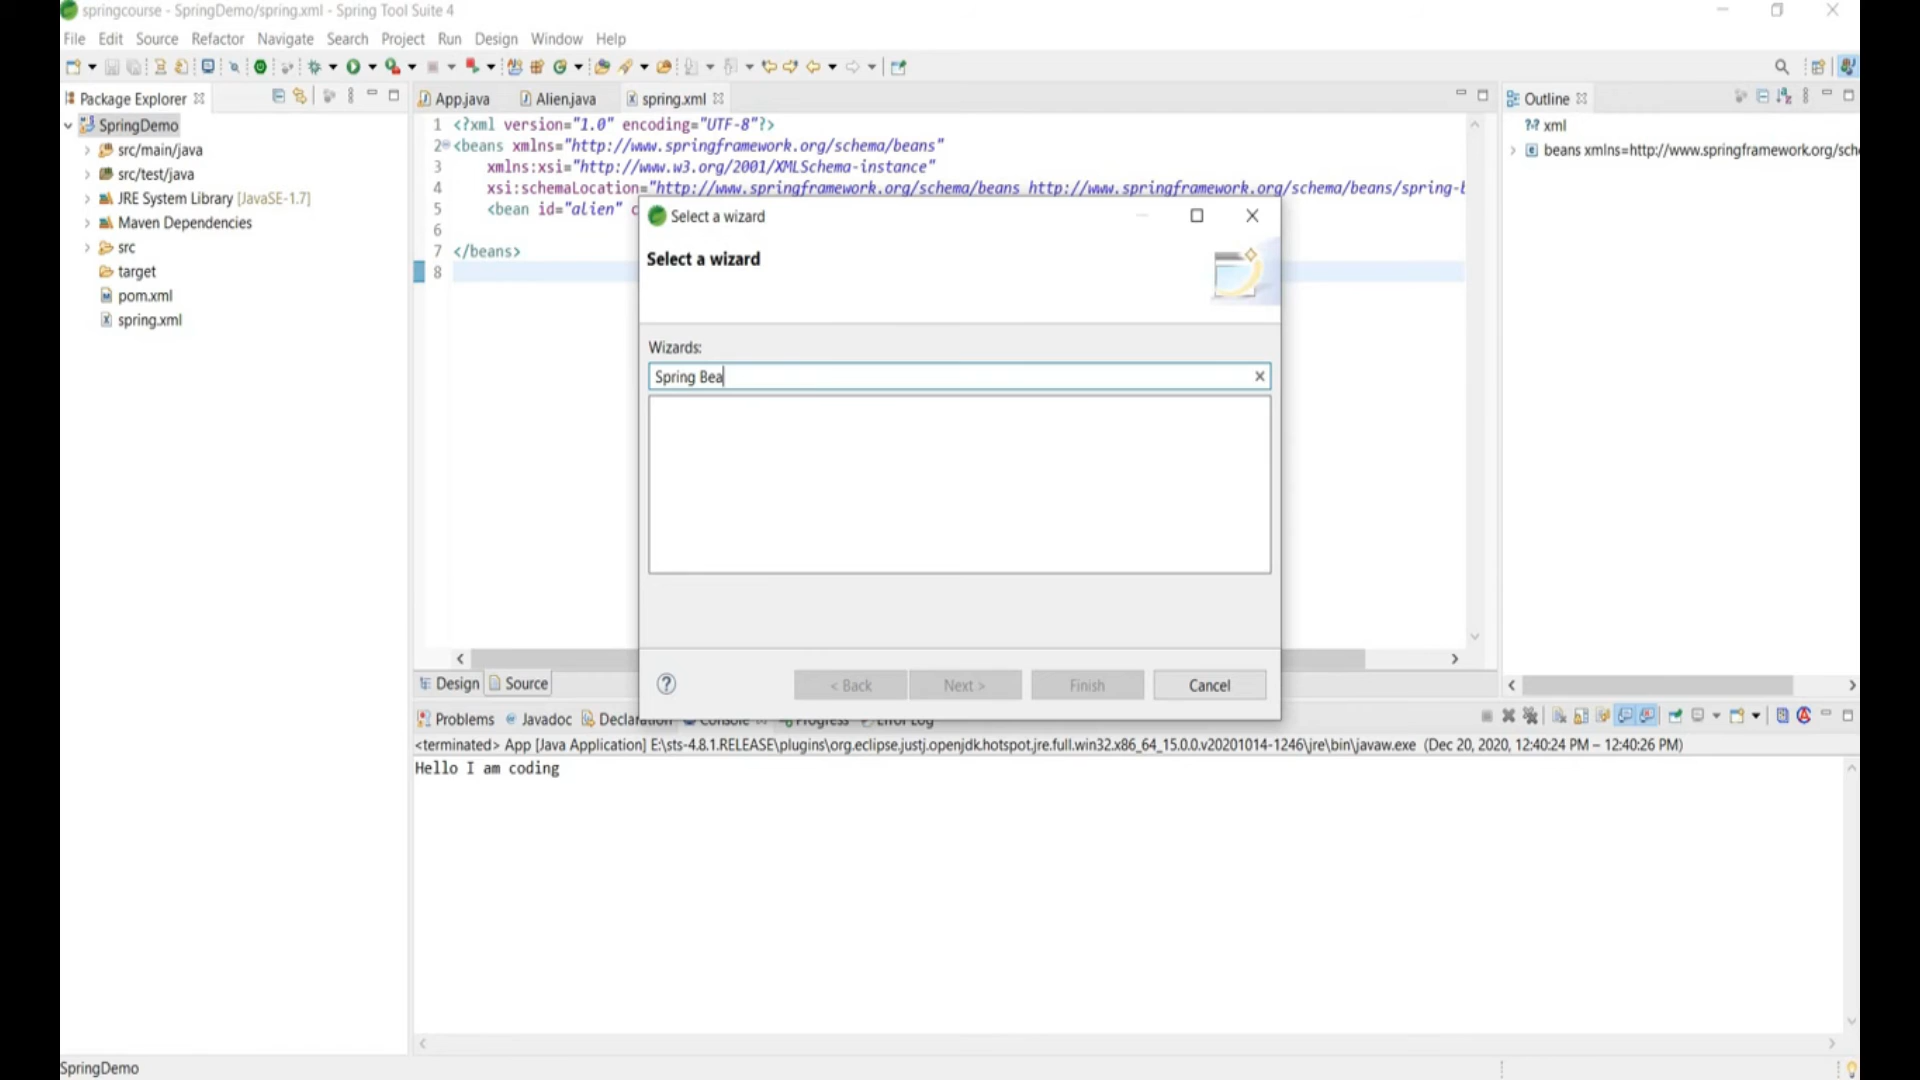 springcourse - SpringDemo/spring.xml - Spring Tool Suite 4
File Edit Source Refactor Navigate Search Project Run Design Window Help
Package Explorer
SpringDemo
src/main/java
src/test/java
JRE System Library [JavaSE-1.7]
Maven Dependencies
src
target
pom.xml
spring.xml
App.java Alien.java spring.xml
1 <?xml version="1.0" encoding="UTF-8"?>
2 <beans xmlns="http://www.springframework.org/schema/beans"
3 xmlns:xsi="http://www.w3.org/2001/XMLSchema-instance"
4 xsi:schemaLocation="http://www.springframework.org/schema/beans http://www.springframework.org/schema/beans/spring-b
5 <bean id="alien" c
6
7 </beans>
8
Select a wizard
Select a wizard
Wizards:
Spring Bea
< Back Next > Finish Cancel
Outline
?-? xml
beans xmlns=http://www.springframework.org/sch
Design Source
Problems Javadoc Declaration Console Progress Error Log
<terminated> App [Java Application] E:\sts-4.8.1.RELEASE\plugins\org.eclipse.justj.openjdk.hotspot.jre.full.win32.x86_64_15.0.0.v20201014-1246\jre\bin\javaw.exe (Dec 20, 2020, 12:40:24 PM – 12:40:26 PM)
Hello I am coding
SpringDemo